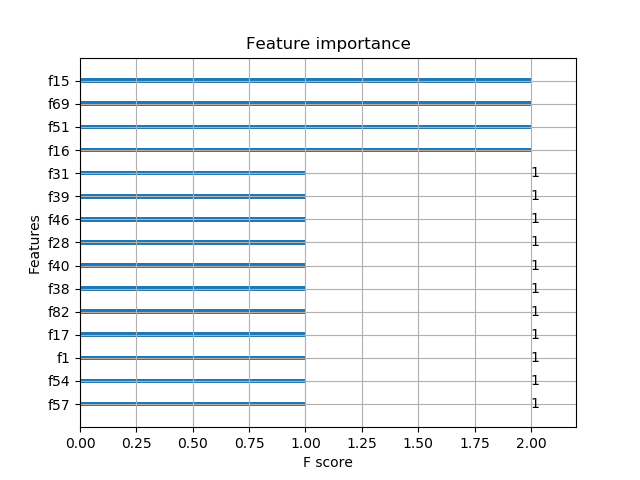 Feature importance
f15
f69
f51
f16
f31 1
f39 1
f46 1
f28 1
f40 1
f38 1
f82 1
f17 1
f1 1
f54 1
f57 1
Features
0.00 0.25 0.50 0.75 1.00 1.25 1.50 1.75 2.00
F score